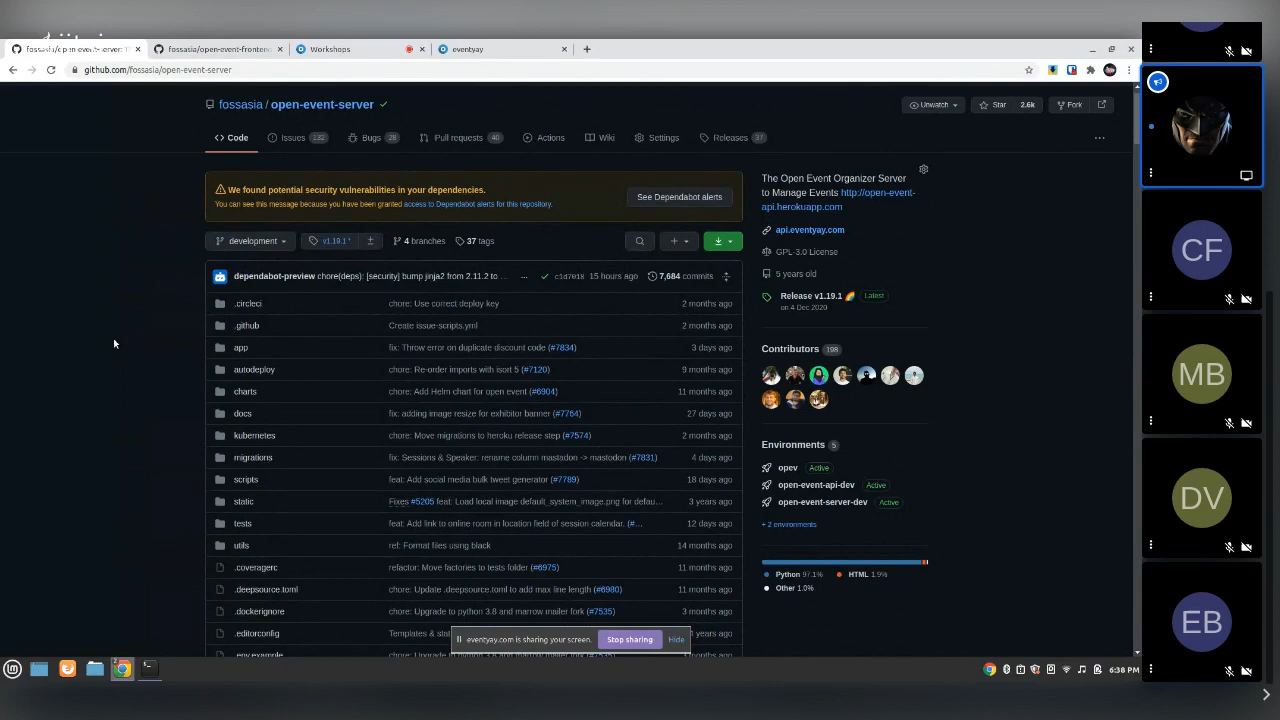 fossasia/open-event-server: T
fossasia/open-event-frontend
Workshops
eventyay
github.com/fossasia/open-event-server
fossasia / open-event-server
Unwatch
Star 2.6k
Fork
Code
Issues 132
Bugs 28
Pull requests 40
Actions
Wiki
Settings
Releases 37
We found potential security vulnerabilities in your dependencies.
You can see this message because you have been granted access to Dependabot alerts for this repository.
See Dependabot alerts
development
v1.19.1 *
4 branches
37 tags
dependabot-preview chore(deps): [security] bump jinja2 from 2.11.2 to ... ... c1d7018 15 hours ago 7,684 commits
.circleci chore: Use correct deploy key 2 months ago
.github Create issue-scripts.yml 2 months ago
app fix: Throw error on duplicate discount code (#7834) 3 days ago
autodeploy chore: Re-order imports with isort 5 (#7120) 9 months ago
charts chore: Add Helm chart for open event (#6904) 11 months ago
docs fix: adding image resize for exhibitor banner (#7764) 27 days ago
kubernetes chore: Move migrations to heroku release step (#7574) 2 months ago
migrations fix: Sessions & Speaker: rename column mastadon -> mastodon (#7831) 4 days ago
scripts feat: Add social media bulk tweet generator (#7789) 18 days ago
static Fixes #5205 feat: Load local image default_system_image.png for defau... 3 years ago
tests feat: Add link to online room in location field of session calendar. (#... 12 days ago
utils ref: Format files using black 14 months ago
.coveragerc refactor: Move factories to tests folder (#6975) 11 months ago
.deepsource.toml chore: Update .deepsource.toml to add max line length (#6980) 11 months ago
.dockerignore chore: Upgrade to python 3.8 and marrow mailer fork (#7535) 3 months ago
.editorconfig Templates & stat years ago
.env.example
The Open Event Organizer Server
to Manage Events http://open-event-
api.herokuapp.com
api.eventyay.com
GPL-3.0 License
5 years old
Release v1.19.1 🌈 Latest
on 4 Dec 2020
Contributors 198
Environments 5
opev Active
open-event-api-dev Active
open-event-server-dev Active
+ 2 environments
Python 97.1% HTML 1.9%
Other 1.0%
eventyay.com is sharing your screen.
Stop sharing
Hide
6:38 PM
CF
MB
DV
EB